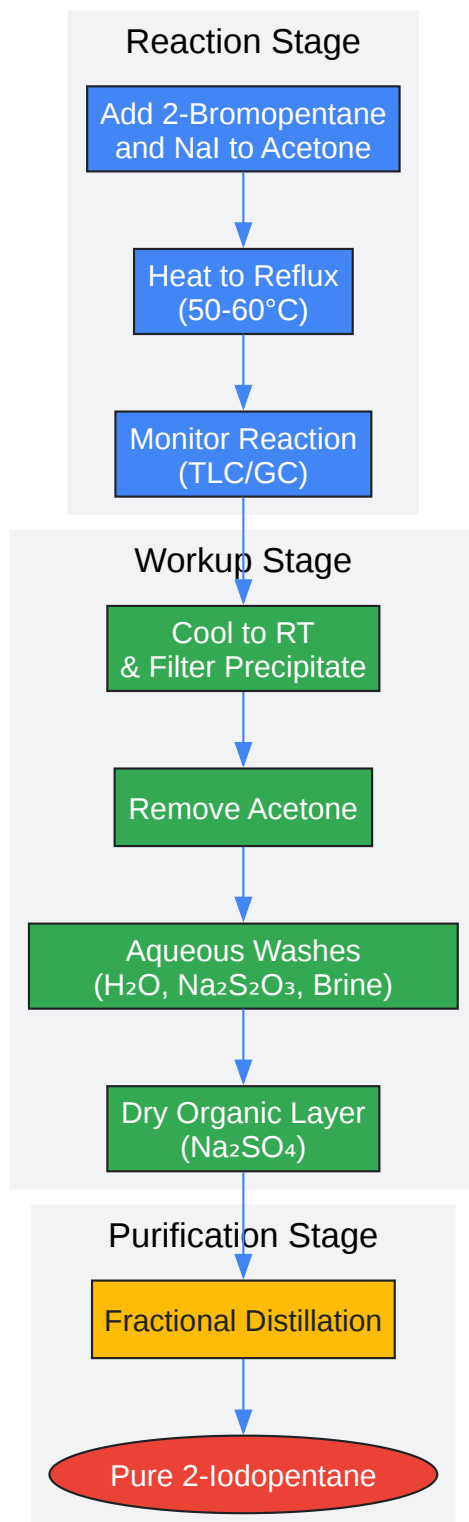 Reaction Stage
Add 2-Bromopentane
and NaI to Acetone
Heat to Reflux
(50-60°C)
Monitor Reaction
(TLC/GC)
Workup Stage
Cool to RT
& Filter Precipitate
Remove Acetone
Aqueous Washes
(H₂O, Na₂S₂O₃, Brine)
Dry Organic Layer
(Na₂SO₄)
Purification Stage
Fractional Distillation
Pure 2-Iodopentane